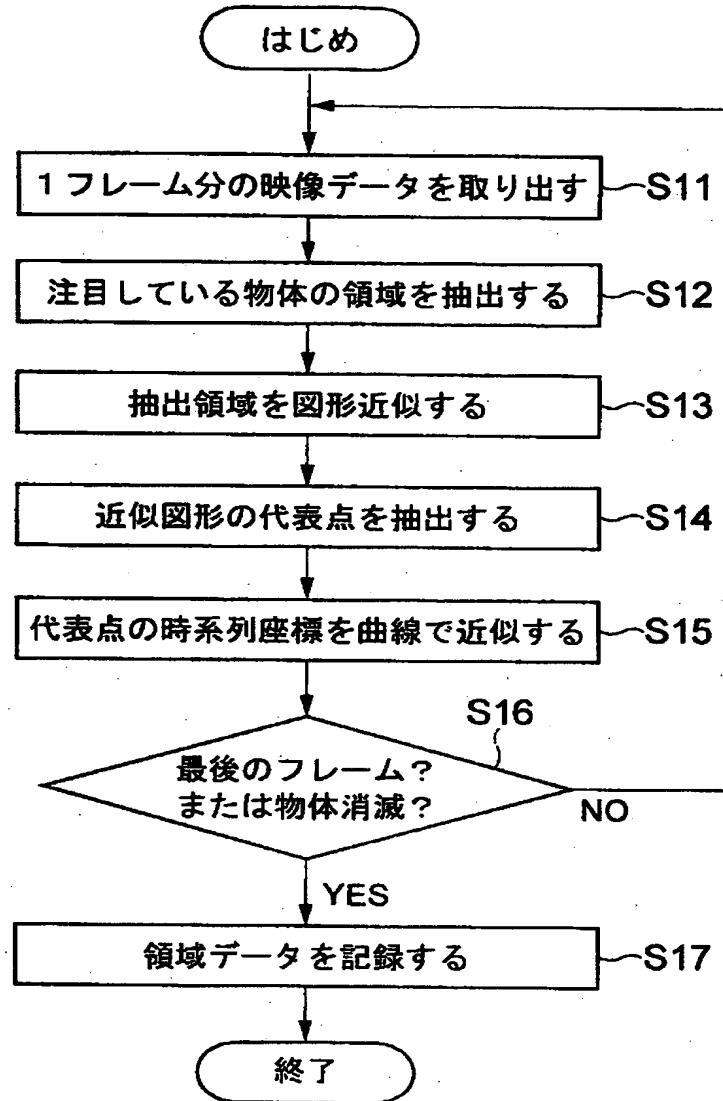 はじめ
1フレーム分の映像データを取り出す
S11
注目している物体の領域を抽出する
S12
抽出領域を図形近似する
S13
近似図形の代表点を抽出する
S14
代表点の時系列座標を曲線で近似する
S15
S16
最後のフレーム?
または物体消滅?
NO
YES
領域データを記録する
S17
終了